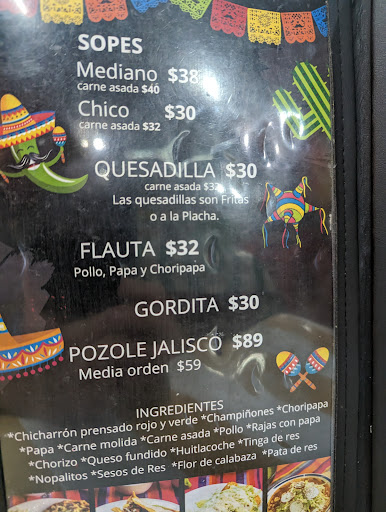 SOPES
Mediano $38
carne asada $40
Chico $30
carne asada $32
QUESADILLA $30
carne asada $32
Las quesadillas son Fritas
o a la Placha.
FLAUTA $32
Pollo, Papa y Choripapa
GORDITA $30
POZOLE JALISCO $89
Media orden $59
INGREDIENTES
*Chicharrón prensado rojo y verde *Champiñones *Choripapa
*Papa *Carne molida *Carne asada *Pollo *Rajas con papa
*Chorizo *Queso fundido *Huitlacoche *Tinga de res
*Nopalitos *Sesos de Res *Flor de calabaza *Pata de res